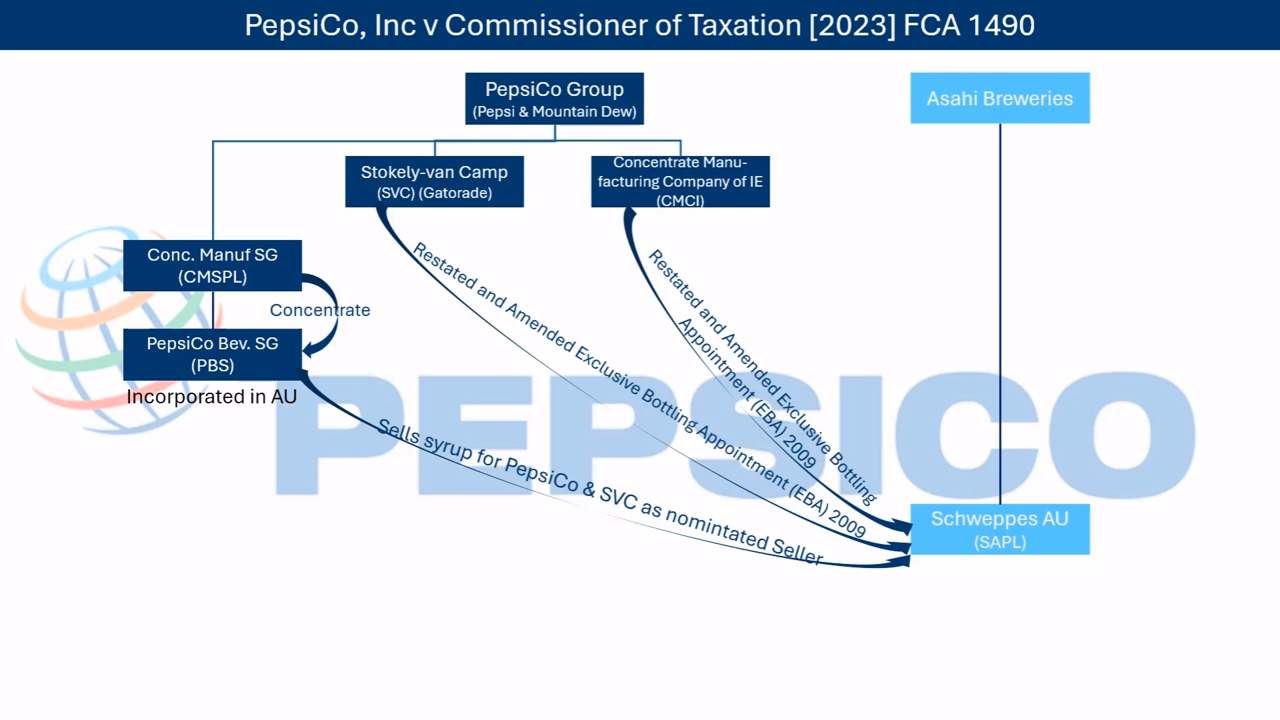 PepsiCo, Inc v Commissioner of Taxation [2023] FCA 1490
PepsiCo Group
(Pepsi & Mountain Dew)
Asahi Breweries
Stokely-van Camp
(SVC) (Gatorade)
Concentrate Manu-
facturing Company of IE
(CMCI)
Conc. Manuf SG
(CMSPL)
Concentrate
PepsiCo Bev. SG
(PBS)
Incorporated in AU
Restated and Amended Exclusive Bottling Appointment (EBA) 2009
Restated and Amended Exclusive Bottling
Appointment (EBA) 2009
Sells syrup for PepsiCo & SVC as nomintated Seller
PEPSICO
Schweppes AU
(SAPL)